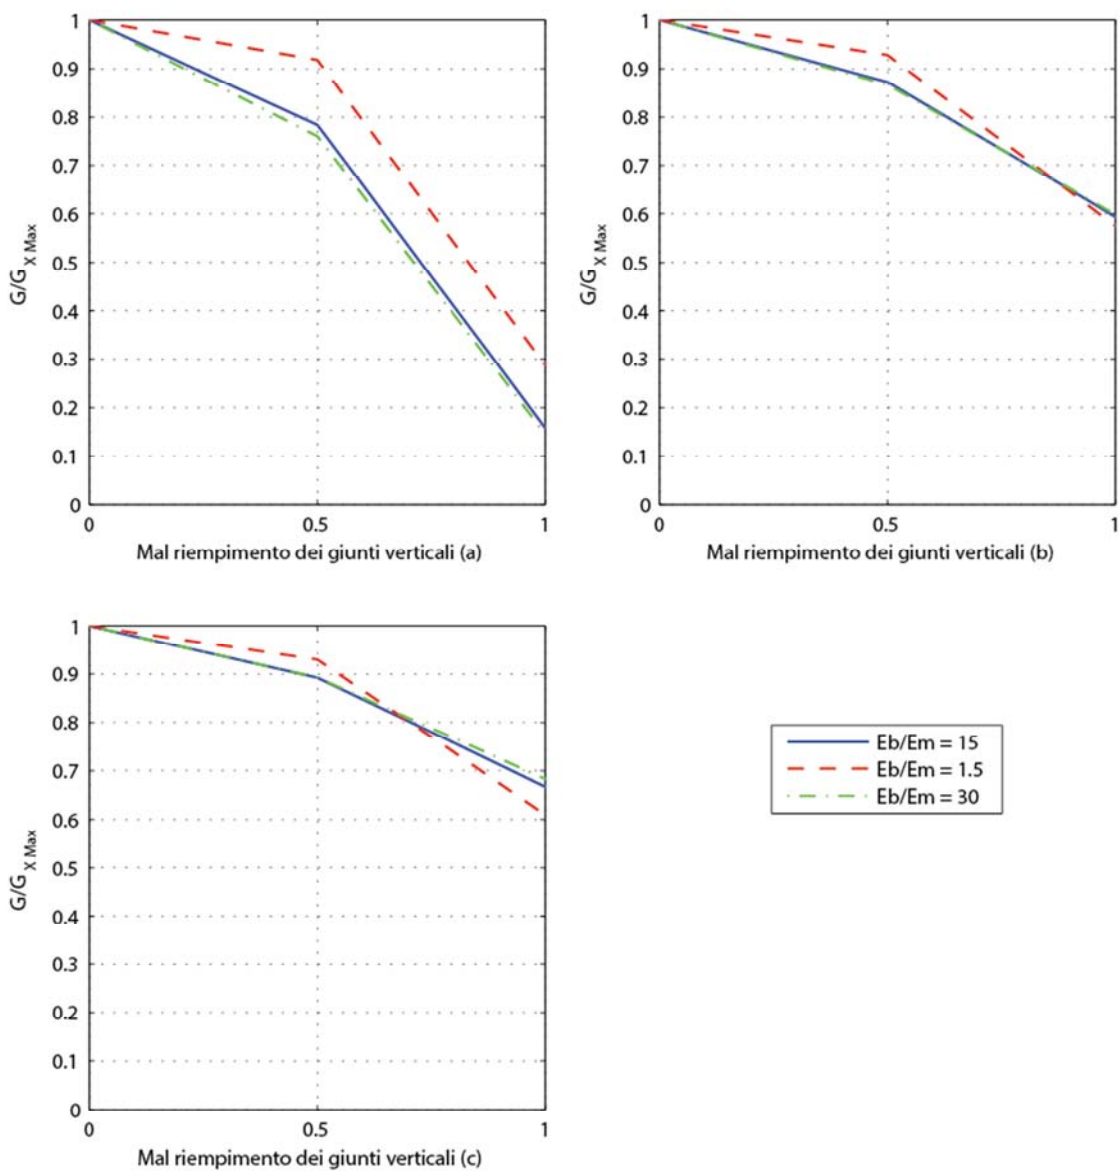 1
0.9
0.8
0.7
0.6
0.5
0.4
0.3
0.2
0.1
0
G/G X Max
0 0.5 1
Mal riempimento dei giunti verticali (a)
1
0.9
0.8
0.7
0.6
0.5
0.4
0.3
0.2
0.1
0
G/G X Max
0 0.5 1
Mal riempimento dei giunti verticali (b)
1
0.9
0.8
0.7
0.6
0.5
0.4
0.3
0.2
0.1
0
G/G X Max
0 0.5 1
Mal riempimento dei giunti verticali (c)
Eb/Em = 15
Eb/Em = 1.5
Eb/Em = 30